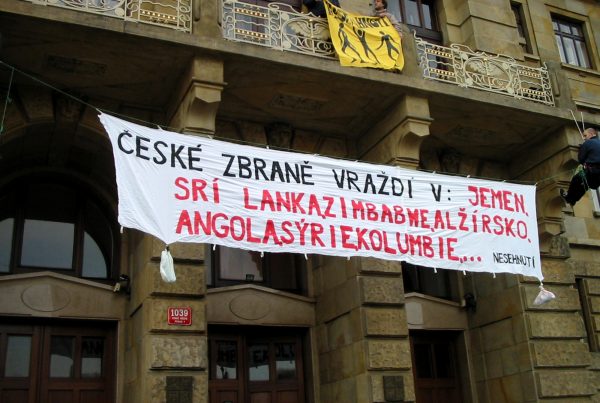 ČESKÉ ZBRANĚ VRAŽDÍ V: JEMEN,
SRÍ LANKA,ZIMBABWE,ALŽÍRSKO,
ANGOLA,SÝRIE,KOLUMBIE,...
NESEHNUTÍ
1039